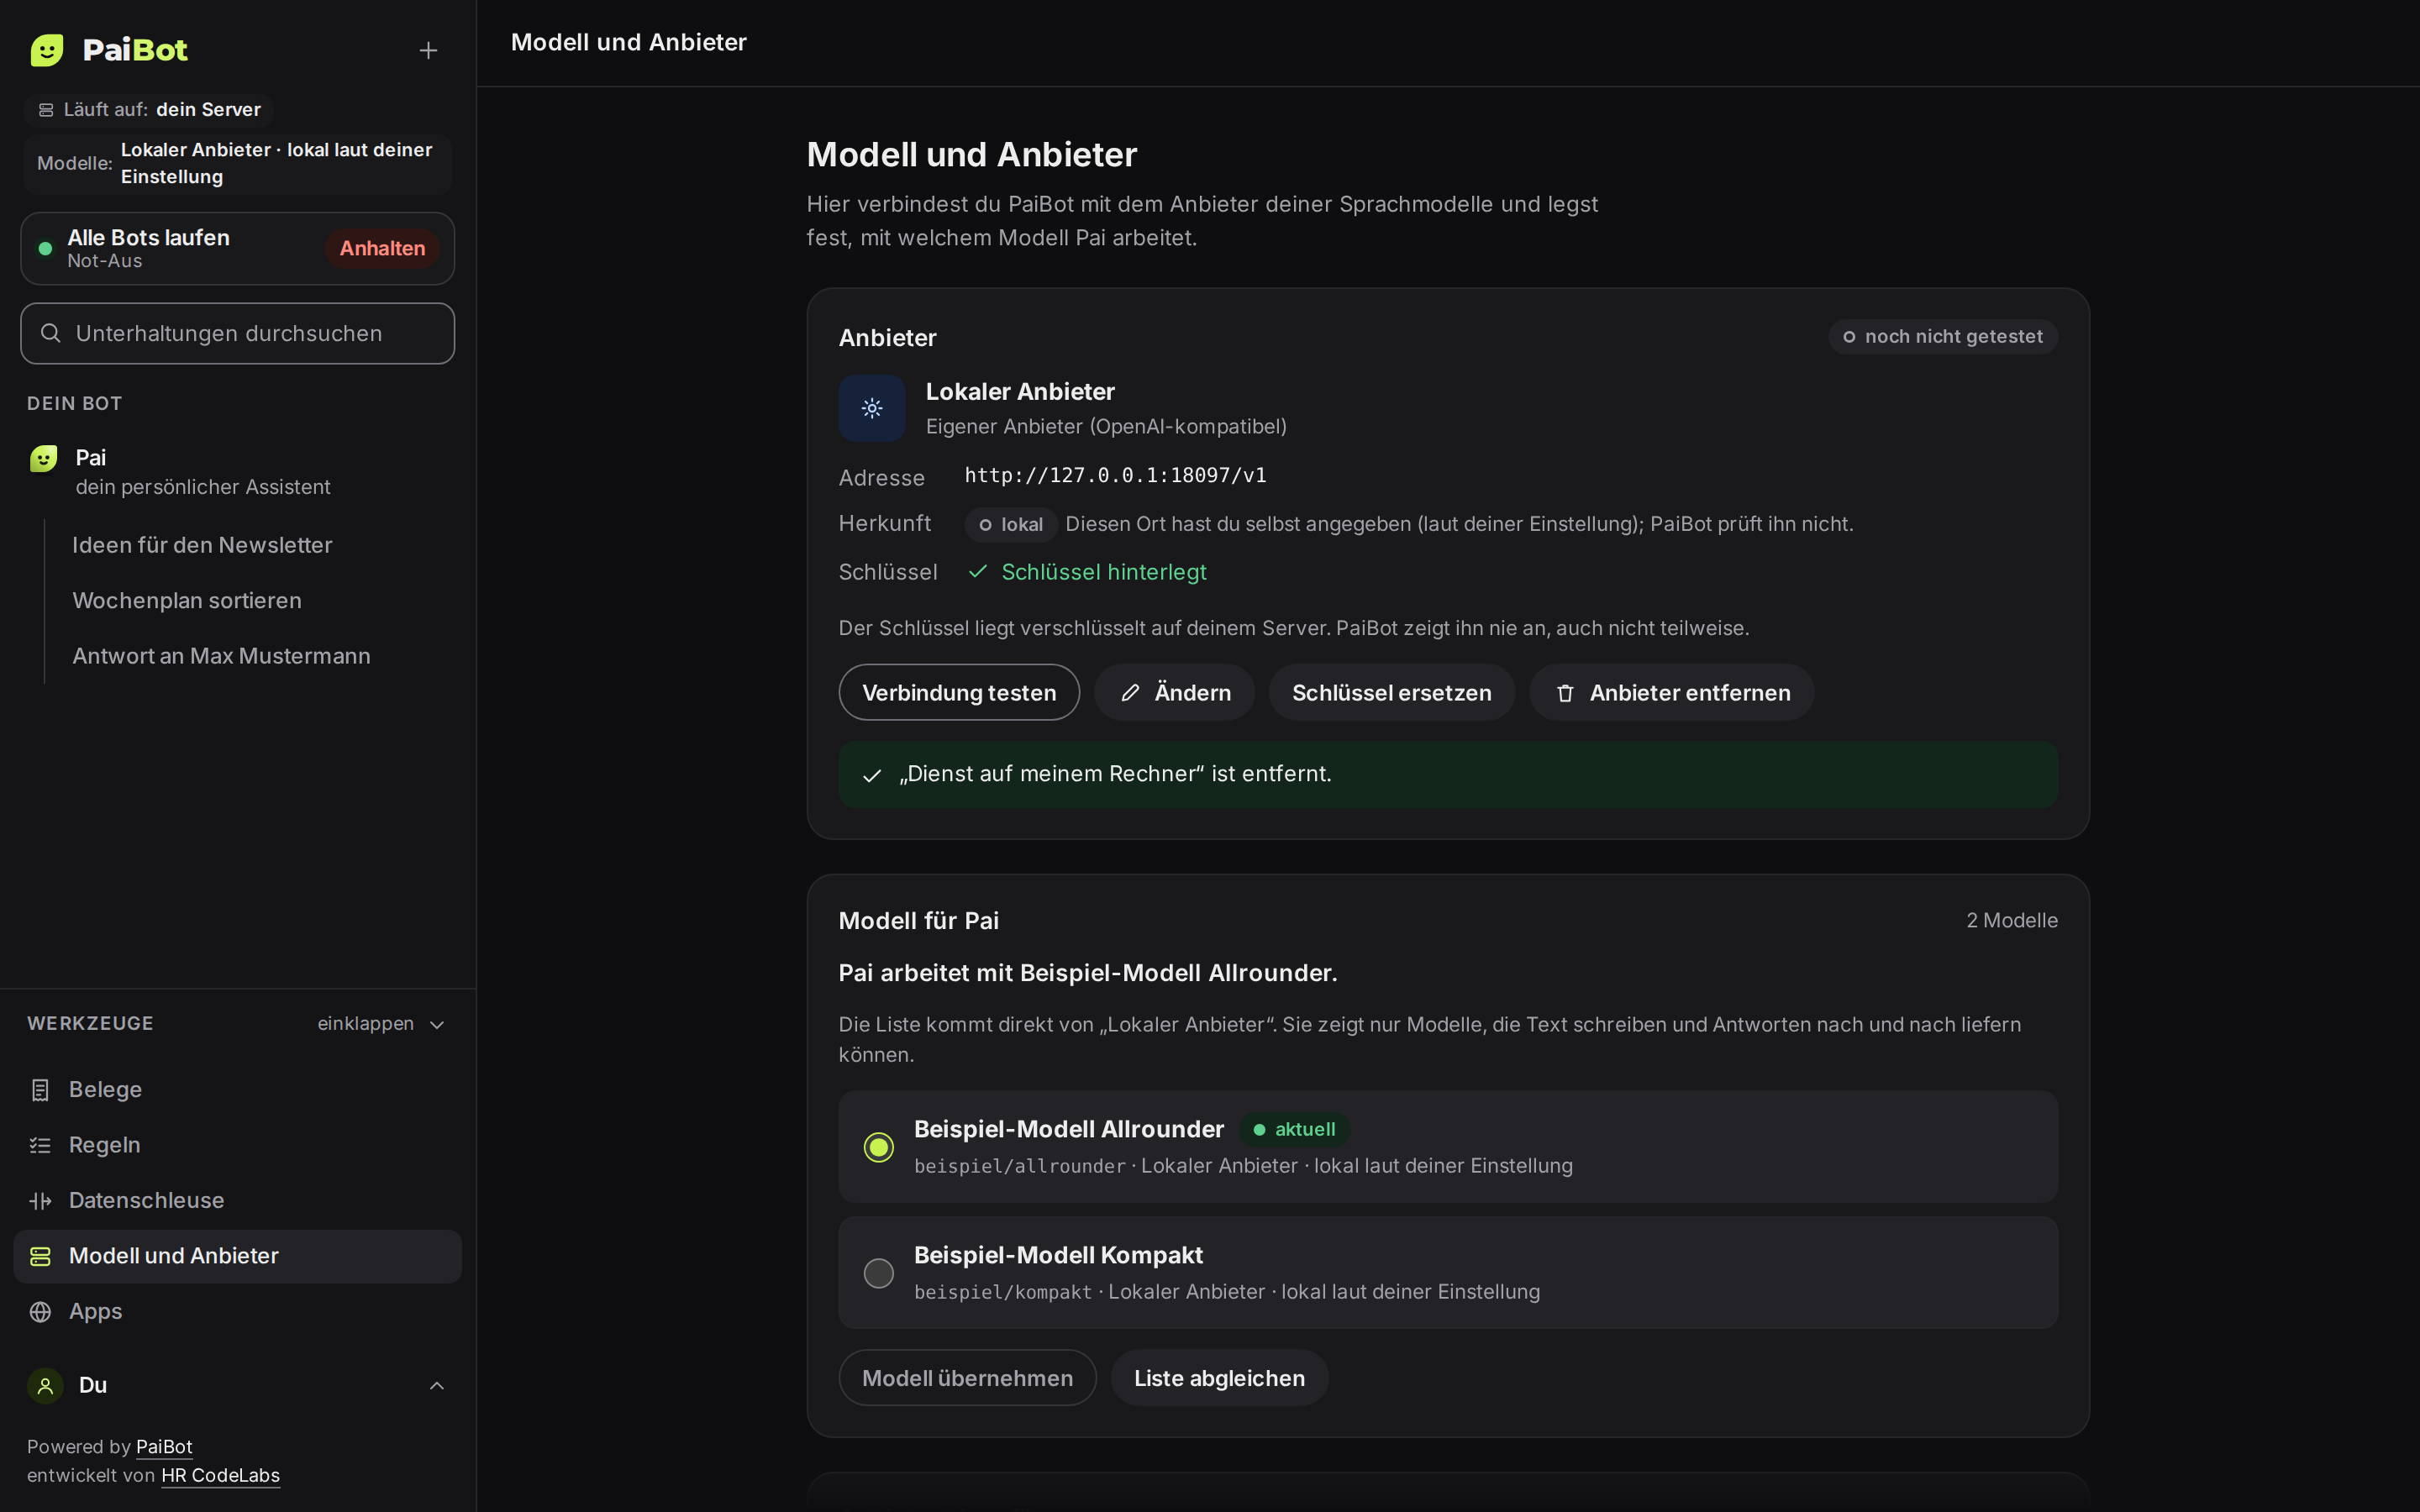 PaiBot
Läuft auf: dein Server
Modelle: Lokaler Anbieter · lokal laut deiner
Einstellung
Alle Bots laufen
Not-Aus
Anhalten
Unterhaltungen durchsuchen
DEIN BOT
Pai
dein persönlicher Assistent
Ideen für den Newsletter
Wochenplan sortieren
Antwort an Max Mustermann
WERKZEUGE
einklappen
Belege
Regeln
Datenschleuse
Modell und Anbieter
Apps
Du
Powered by PaiBot
entwickelt von HR CodeLabs
Modell und Anbieter
Modell und Anbieter
Hier verbindest du PaiBot mit dem Anbieter deiner Sprachmodelle und legst
fest, mit welchem Modell Pai arbeitet.
Anbieter
noch nicht getestet
Lokaler Anbieter
Eigener Anbieter (OpenAI-kompatibel)
Adresse http://127.0.0.1:18097/v1
Herkunft lokal Diesen Ort hast du selbst angegeben (laut deiner Einstellung); PaiBot prüft ihn nicht.
Schlüssel Schlüssel hinterlegt
Der Schlüssel liegt verschlüsselt auf deinem Server. PaiBot zeigt ihn nie an, auch nicht teilweise.
Verbindung testen Ändern Schlüssel ersetzen Anbieter entfernen
„Dienst auf meinem Rechner“ ist entfernt.
Modell für Pai
2 Modelle
Pai arbeitet mit Beispiel-Modell Allrounder.
Die Liste kommt direkt von „Lokaler Anbieter“. Sie zeigt nur Modelle, die Text schreiben und Antworten nach und nach liefern
können.
Beispiel-Modell Allrounder aktuell
beispiel/allrounder · Lokaler Anbieter · lokal laut deiner Einstellung
Beispiel-Modell Kompakt
beispiel/kompakt · Lokaler Anbieter · lokal laut deiner Einstellung
Modell übernehmen Liste abgleichen